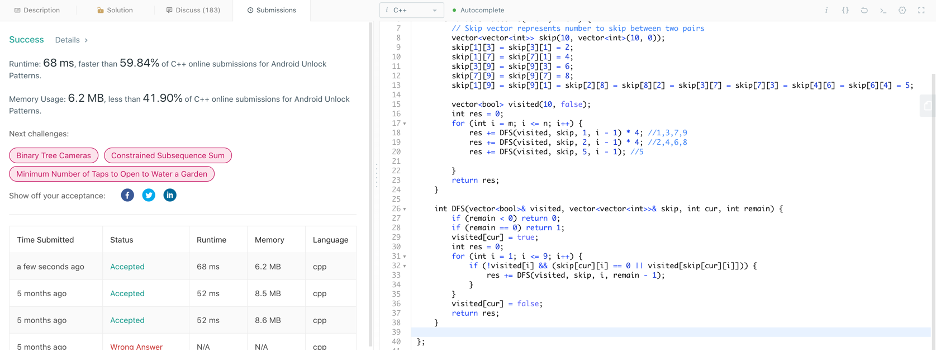 Description
Solution
Discuss (183)
Submissions
Success Details >
Runtime: 68 ms, faster than 59.84% of C++ online submissions for Android Unlock
Patterns.
Memory Usage: 6.2 MB, less than 41.90% of C++ online submissions for Android Unlock
Patterns.
Next challenges:
Binary Tree Cameras
Constrained Subsequence Sum
Minimum Number of Taps to Open to Water a Garden
Show off your acceptance:
Time Submitted Status Runtime Memory Language
a few seconds ago Accepted 68 ms 6.2 MB cpp
5 months ago Accepted 52 ms 8.5 MB cpp
5 months ago Accepted 52 ms 8.6 MB cpp
5 months ago Wrong Answer N/A N/A cpp
i C++ Autocomplete
7 // Skip vector represents number to skip between two pairs
8 vector<vector<int>> skip(10, vector<int>(10, 0));
9 skip[1][3] = skip[3][1] = 2;
10 skip[1][7] = skip[7][1] = 4;
11 skip[3][9] = skip[9][3] = 6;
12 skip[7][9] = skip[9][7] = 8;
13 skip[1][9] = skip[9][1] = skip[2][8] = skip[8][2] = skip[3][7] = skip[7][3] = skip[4][6] = skip[6][4] = 5;
14
15 vector<bool> visited(10, false);
16 int res = 0;
17 for (int i = m; i <= n; i++) {
18 res += DFS(visited, skip, 1, i - 1) * 4; //1,3,7,9
19 res += DFS(visited, skip, 2, i - 1) * 4; //2,4,6,8
20 res += DFS(visited, skip, 5, i - 1); //5
21
22 }
23 return res;
24 }
25
26 int DFS(vector<bool>& visited, vector<vector<int>>& skip, int cur, int remain) {
27 if (remain < 0) return 0;
28 if (remain == 0) return 1;
29 visited[cur] = true;
30 int res = 0;
31 for (int i = 1; i <= 9; i++) {
32 if (!visited[i] && (skip[cur][i] == 0 || visited[skip[cur][i]])) {
33 res += DFS(visited, skip, i, remain - 1);
34 }
35 }
36 visited[cur] = false;
37 return res;
38 }
39
40 };